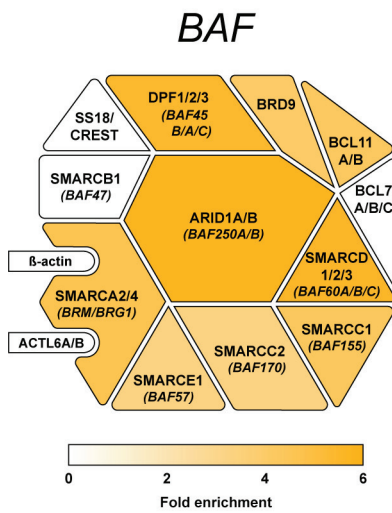 BAF
SS18/
CREST
DPF1/2/3
(BAF45
B/A/C)
BRD9
BCL11
A/B
SMARCB1
(BAF47)
BCL7
A/B/C
ARID1A/B
(BAF250A/B)
SMARCD
1/2/3
(BAF60A/B/C)
ß-actin
SMARCA2/4
(BRM/BRG1)
ACTL6A/B
SMARCE1
(BAF57)
SMARCC2
(BAF170)
SMARCC1
(BAF155)
0 2 4 6
Fold enrichment